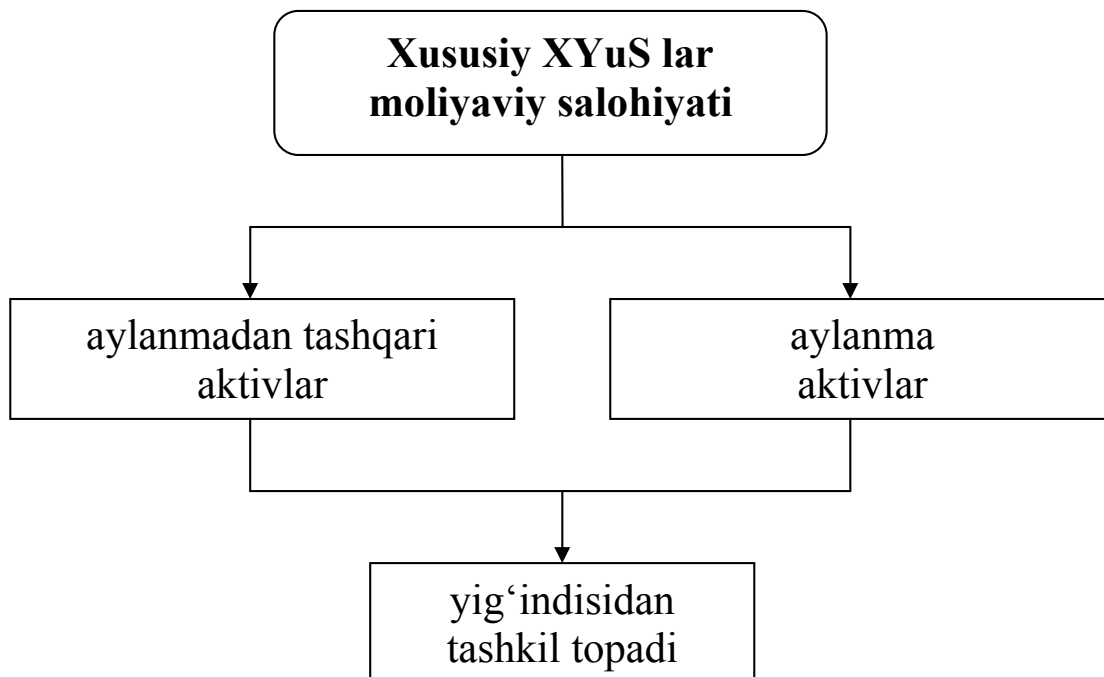 Xususiy XYuS lar
moliyaviy salohiyati
aylanmadan tashqari
aktivlar
aylanma
aktivlar
yig‘indisidan
tashkil topadi